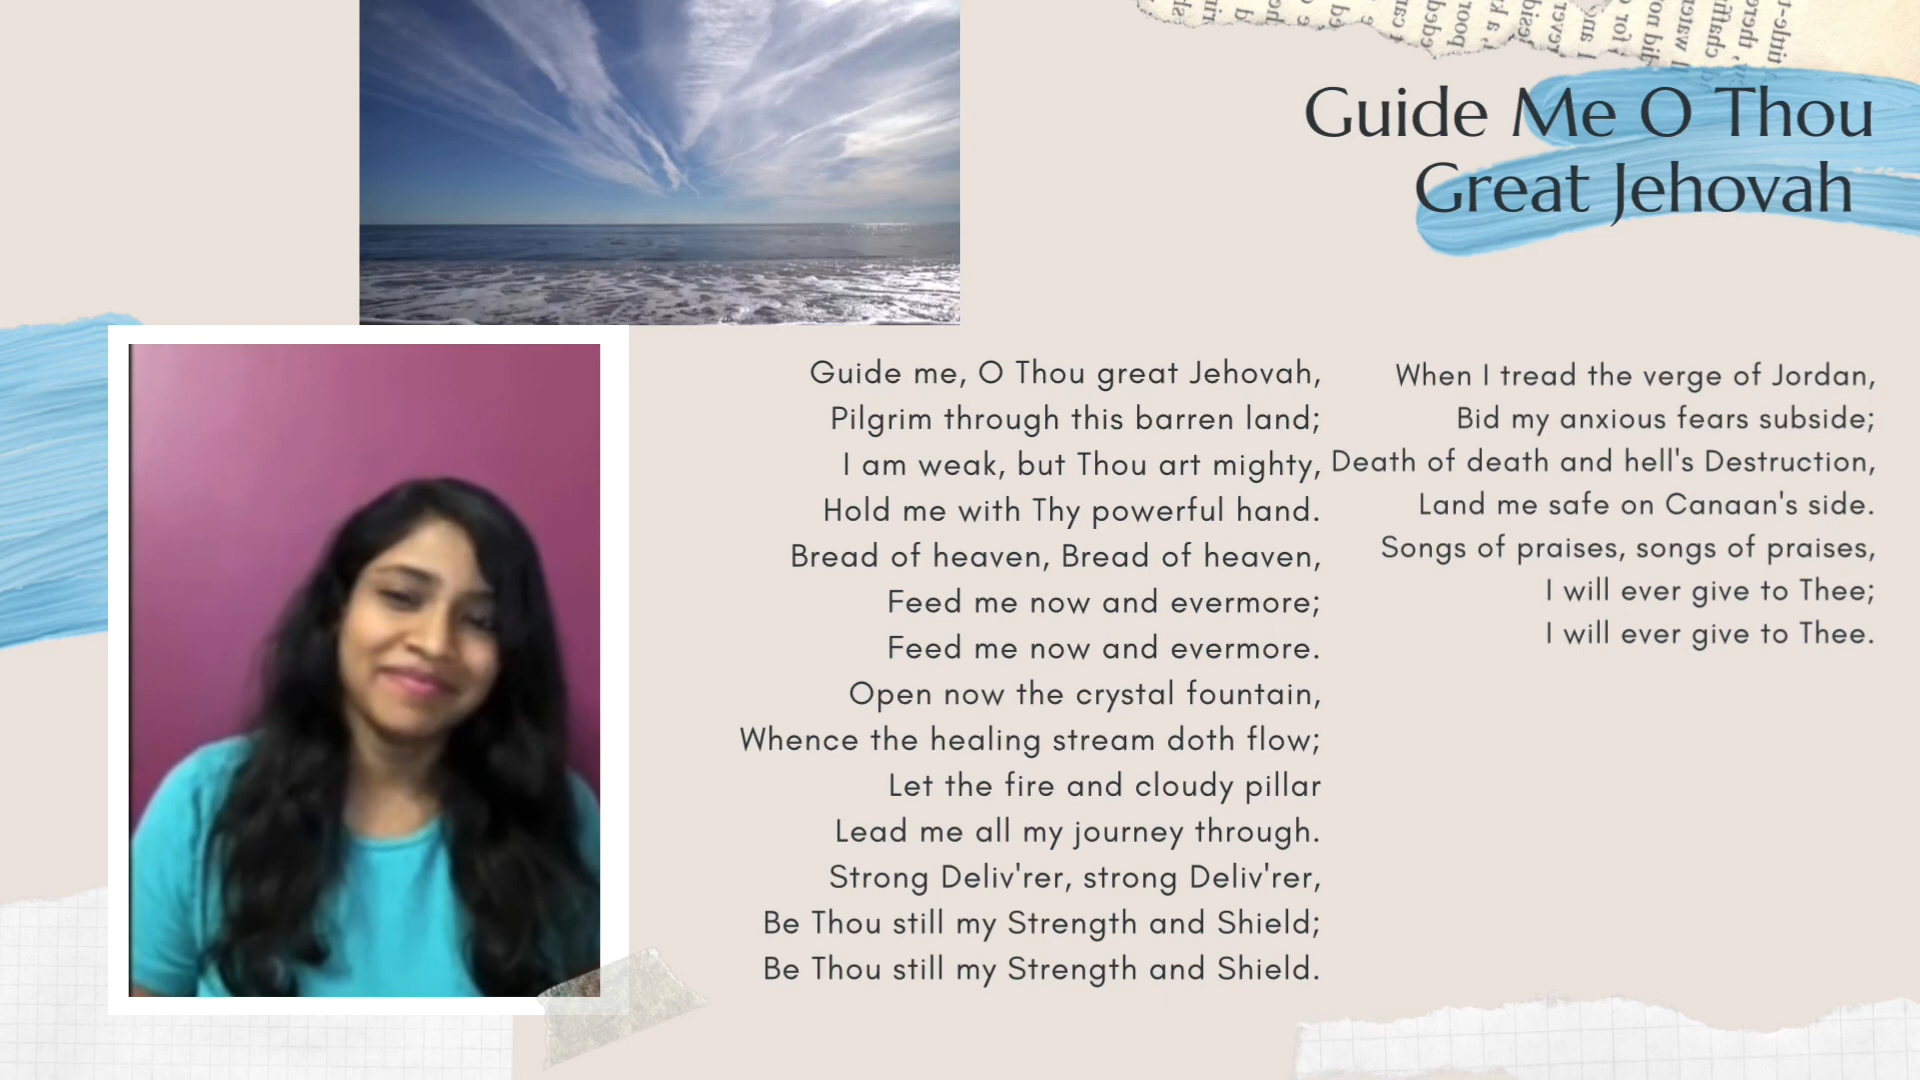 Guide Me O Thou
Great Jehovah
Guide me, O Thou great Jehovah,
Pilgrim through this barren land;
I am weak, but Thou art mighty,
Hold me with Thy powerful hand.
Bread of heaven, Bread of heaven,
Feed me now and evermore;
Feed me now and evermore.
Open now the crystal fountain,
Whence the healing stream doth flow;
Let the fire and cloudy pillar
Lead me all my journey through.
Strong Deliv'rer, strong Deliv'rer,
Be Thou still my Strength and Shield;
Be Thou still my Strength and Shield.
When I tread the verge of Jordan,
Bid my anxious fears subside;
Death of death and hell's Destruction,
Land me safe on Canaan's side.
Songs of praises, songs of praises,
I will ever give to Thee;
I will ever give to Thee.